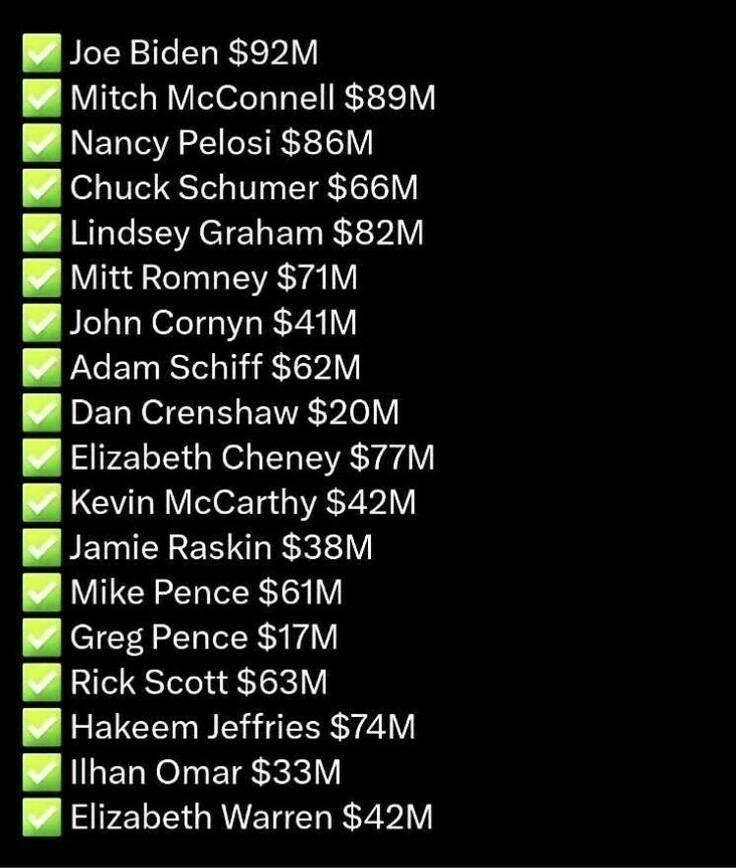 ✅ Joe Biden $92M
✅ Mitch McConnell $89M
✅ Nancy Pelosi $86M
✅ Chuck Schumer $66M
✅ Lindsey Graham $82M
✅ Mitt Romney $71M
✅ John Cornyn $41M
✅ Adam Schiff $62M
✅ Dan Crenshaw $20M
✅ Elizabeth Cheney $77M
✅ Kevin McCarthy $42M
✅ Jamie Raskin $38M
✅ Mike Pence $61M
✅ Greg Pence $17M
✅ Rick Scott $63M
✅ Hakeem Jeffries $74M
✅ Ilhan Omar $33M
✅ Elizabeth Warren $42M